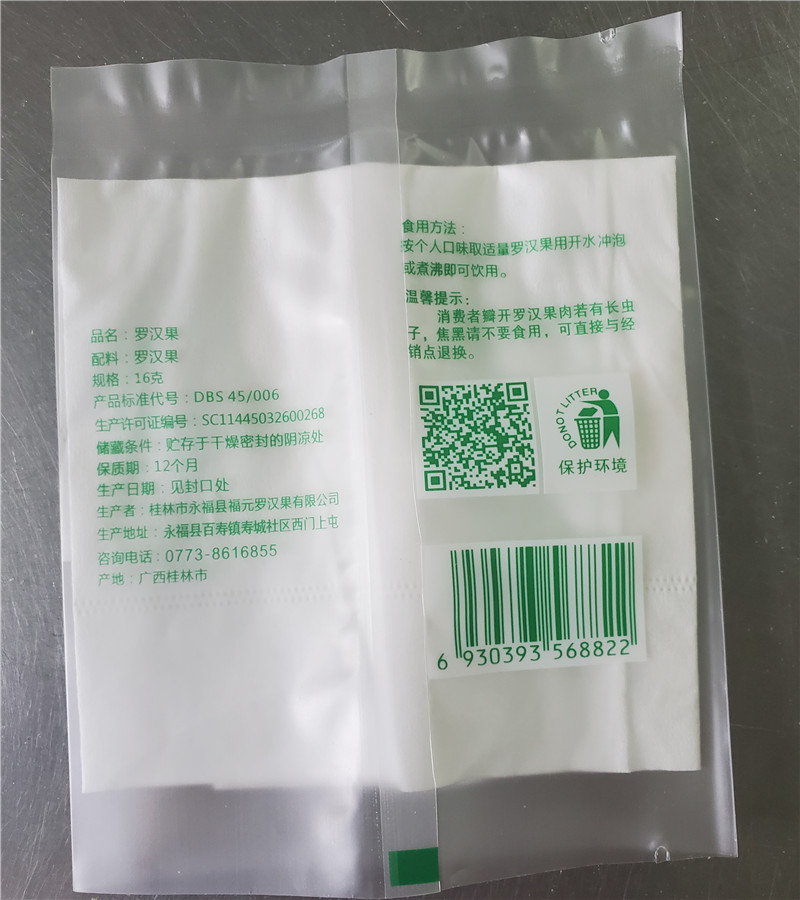 品名：罗汉果
配料：罗汉果
规格：16克
产品标准代号：DBS 45/006
生产许可证编号：SC11445032600268
储藏条件：贮存于干燥密封的阴凉处
保质期：12个月
生产日期：见封口处
生产者：桂林市永福县福元罗汉果有限公司
生产地址：永福县百寿镇寿城社区西门上屯
咨询电话：0773-8616855
产地：广西桂林市
食用方法：
按个人口味取适量罗汉果用开水冲泡
或煮沸即可饮用。
温馨提示：
消费者瓣开罗汉果肉若有长虫
子，焦黑请不要食用，可直接与经
销点退换。
DO NOT LITTER
保护环境
6 930393 568822